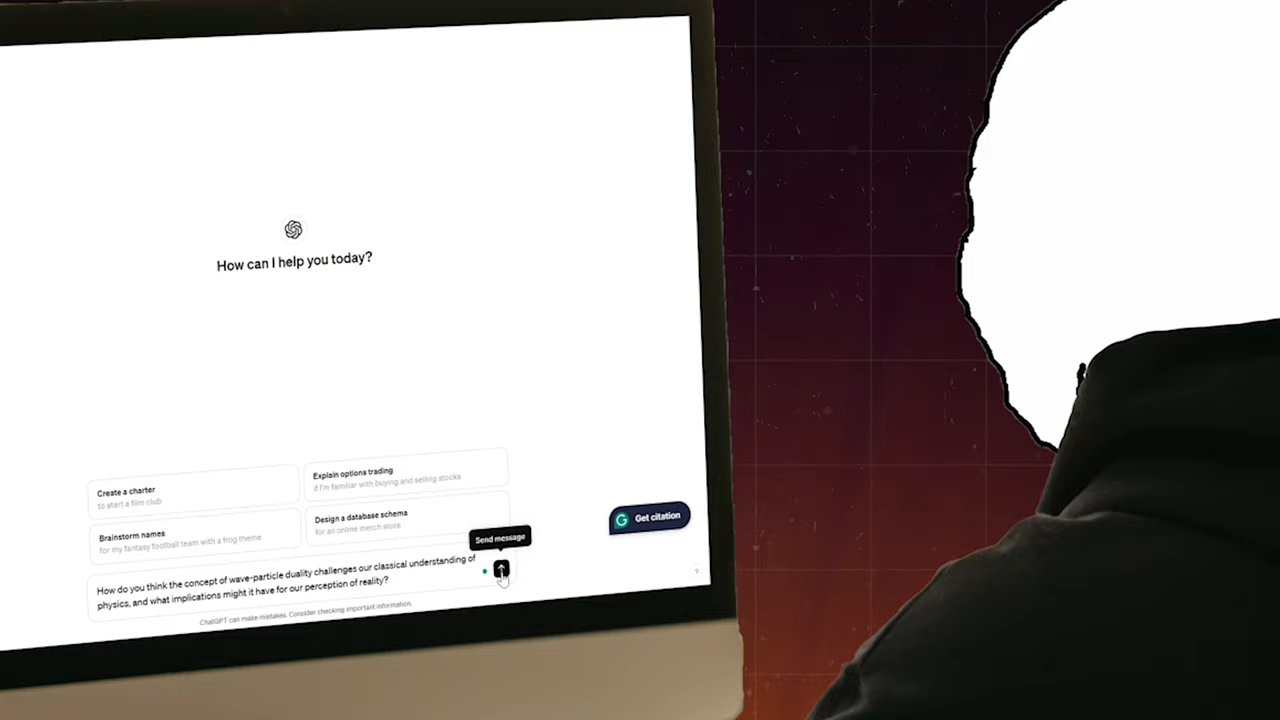 How can I help you today?
Create a charter
to start a film club
Explain options trading
if I'm familiar with buying and selling stocks
Brainstorm names
for my fantasy football team with a frog theme
Design a database schema
for an online merch store
Send message
Get citation
How do you think the concept of wave-particle duality challenges our classical understanding of
physics, and what implications might it have for our perception of reality?
ChatGPT can make mistakes. Consider checking important information.
?